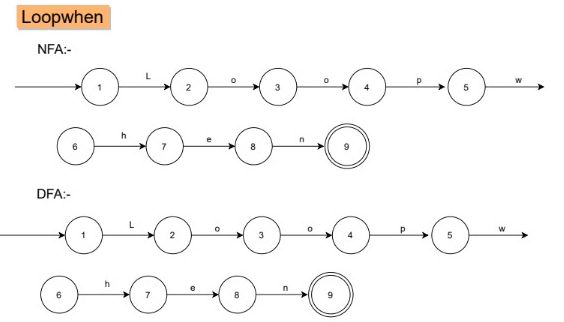 Loopwhen
NFA:-
1 L 2 o 3 o 4 p 5 w
6 h 7 e 8 n 9
DFA:-
1 L 2 o 3 o 4 p 5 w
6 h 7 e 8 n 9